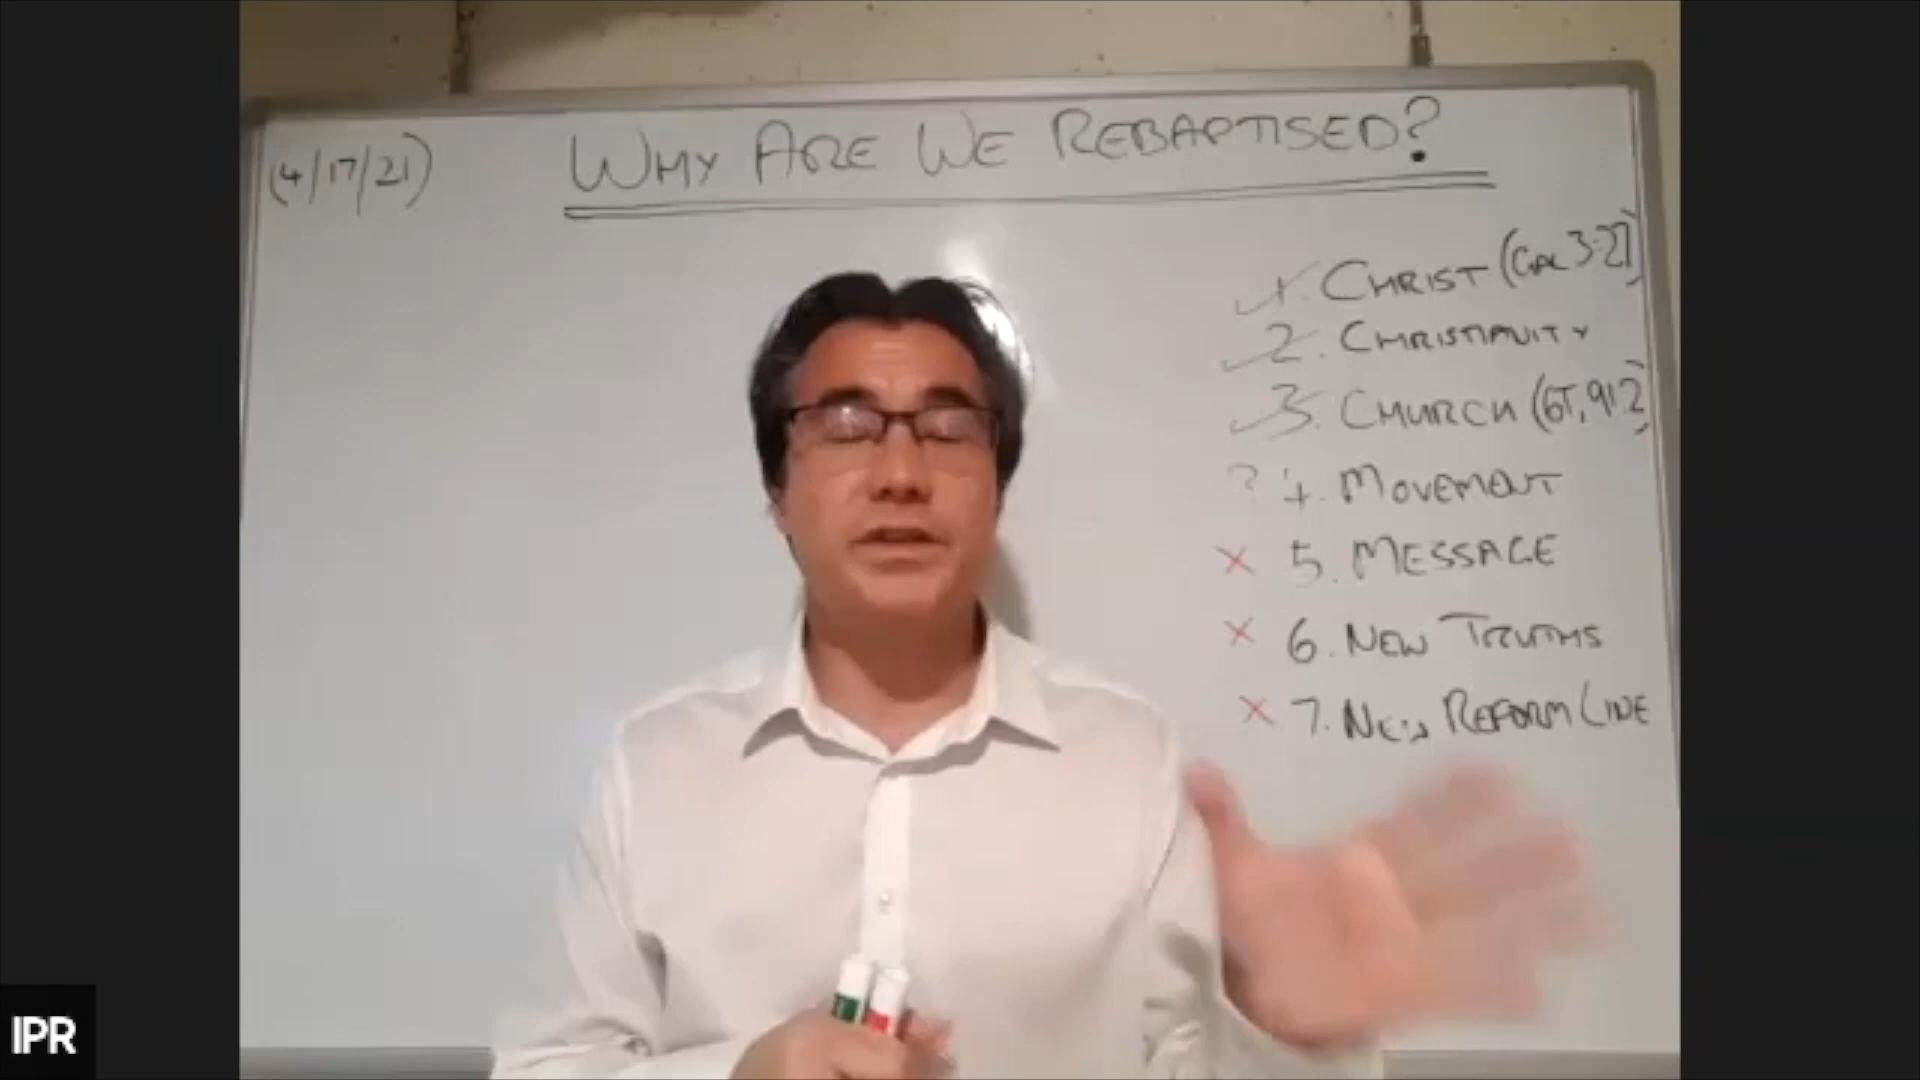 (4/17/21)
WHY ARE WE REBAPTISED?
1. CHRIST (GAL 3:27)
2. CHRISTIANITY
3. CHURCH (6T, 91.2)
? 4. MOVEMENT
X 5. MESSAGE
X 6. NEW TRUTHS
X 7. NEW REFORM LINE
IPR